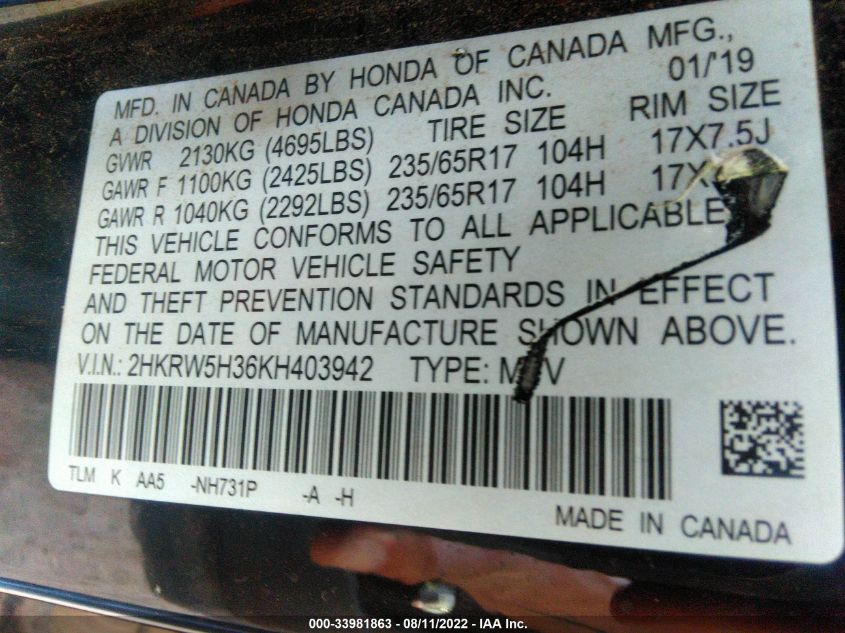 MFD. IN CANADA BY HONDA OF CANADA MFG.,
A DIVISION OF HONDA CANADA INC. 01/'19
GVWR 2130KG (4695LBS) TIRE SIZE RIM SIZE
GAWR F 1100KG (2425LBS) 235/65R17 104H 17X7.5J
GAWR R 1040KG (2292LBS) 235/65R17 104H
THIS VEHICLE CONFORMS TO ALL APPLICABLE
FEDERAL MOTOR VEHICLE SAFETY
AND THEFT PREVENTION STANDARDS IN EFFECT
ON THE DATE OF MANUFACTURE SHOWN ABOVE.
V.I.N.: 2HKRW5H36KH403942 TYPE:
TLM K AA5 -NH731P -A -H
MADE IN CANADA
000-33981863 - 08/11/2022 - IAA Inc.